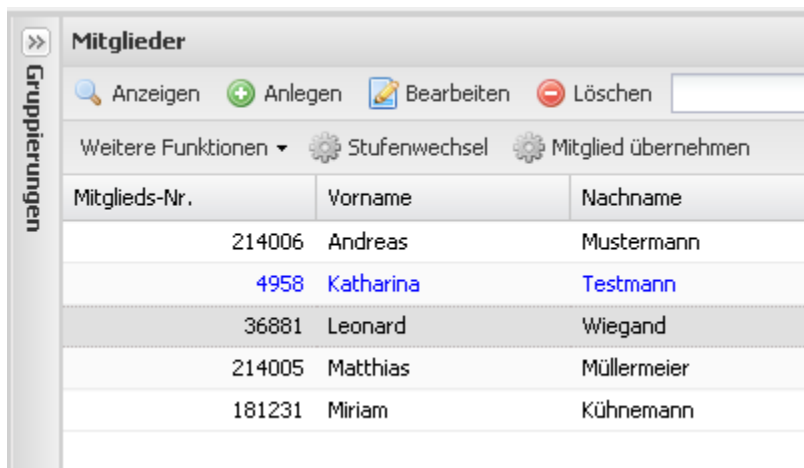 Mitglieder
Gruppierungen
Anzeigen Anlegen Bearbeiten Löschen
Weitere Funktionen Stufenwechsel Mitglied übernehmen
Mitglieds-Nr. Vorname Nachname
214006 Andreas Mustermann
4958 Katharina Testmann
36881 Leonard Wiegand
214005 Matthias Müllermeier
181231 Miriam Kühnemann